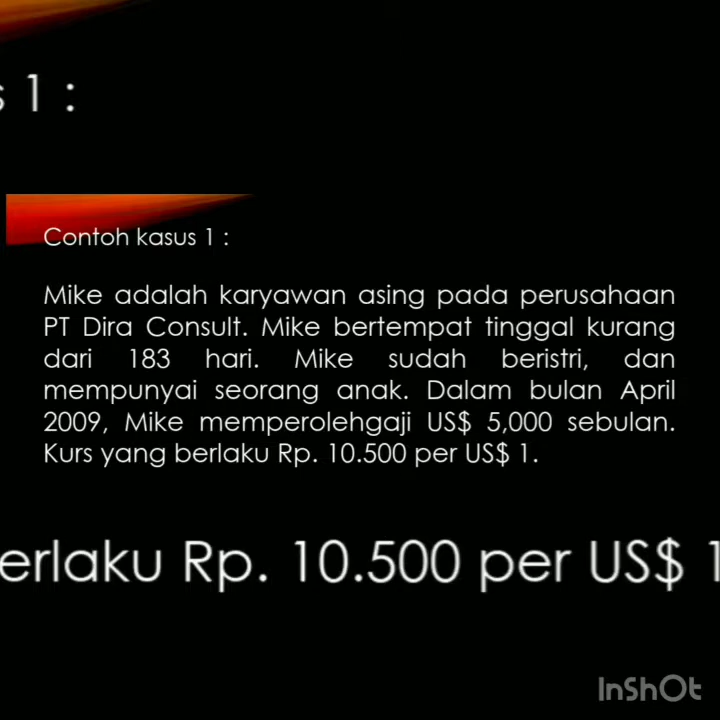 s 1 :
Contoh kasus 1 :
Mike adalah karyawan asing pada perusahaan
PT Dira Consult. Mike bertempat tinggal kurang
dari 183 hari. Mike sudah beristri, dan
mempunyai seorang anak. Dalam bulan April
2009, Mike memperolehgaji US$ 5,000 sebulan.
Kurs yang berlaku Rp. 10.500 per US$ 1.
erlaku Rp. 10.500 per US$ 1
InShOt